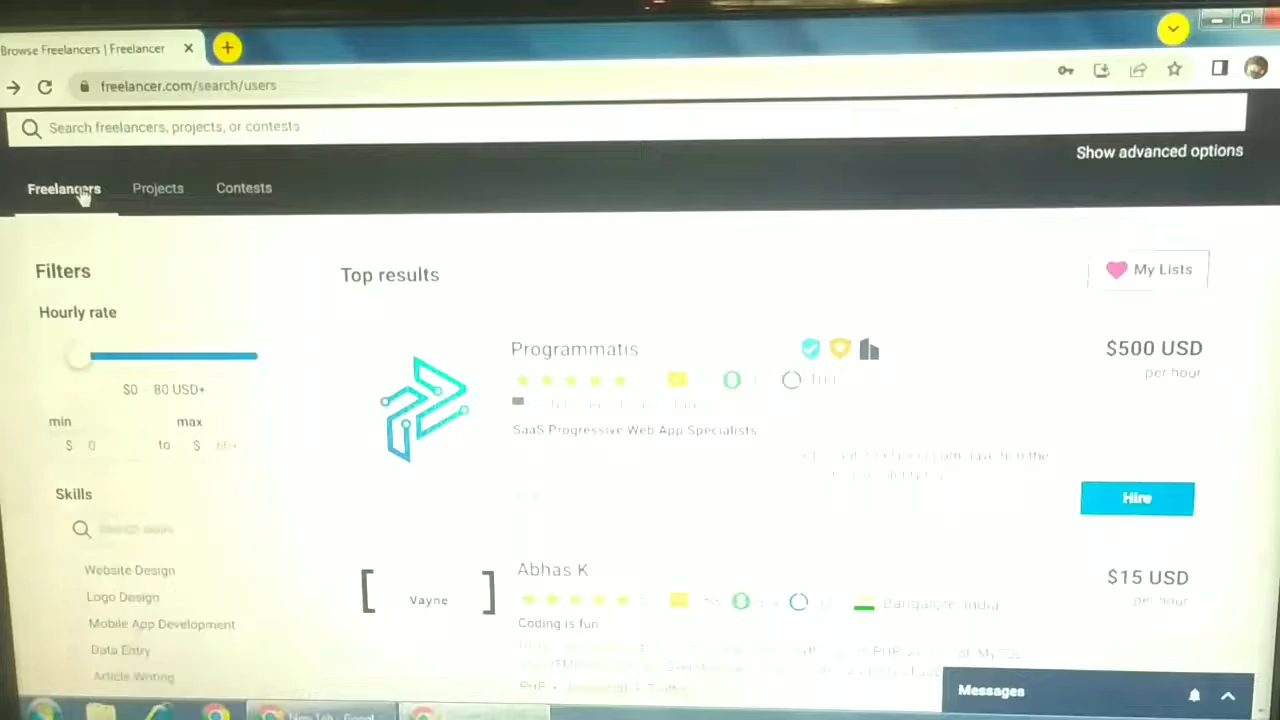 Browse Freelancers | Freelancer
freelancer.com/search/users
Search freelancers, projects, or contests
Show advanced options
Freelancers Projects Contests
Filters
Top results
My Lists
Hourly rate
Programmatis
$500 USD
per hour
$0 - 80 USD+
min max
$ 0 to $
SaaS Progressive Web App Specialists
Skills
Hire
Website Design
Abhas K
$15 USD
per hour
Logo Design
Vayne
Bangalore, India
Mobile App Development
Coding is fun
Data Entry
Article Writing
Messages